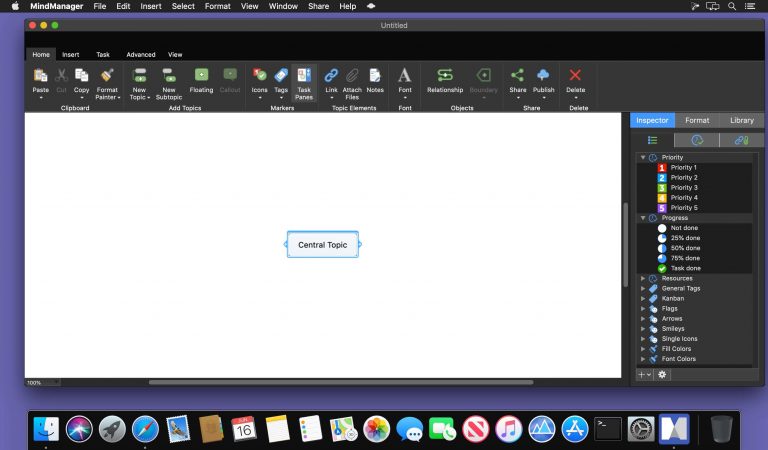 MindManager File Edit Insert Select Format View Window Share Help
Untitled
Home Insert Task Advanced View
Paste Cut Copy Format Painter New Topic New Subtopic Floating Callout Icons Tags Task Panes Link Attach Files Notes Font Relationship Boundary Share Publish Delete
Clipboard Add Topics Markers Topic Elements Font Objects Share Delete
Inspector Format Library
Priority
1 Priority 1
2 Priority 2
3 Priority 3
4 Priority 4
5 Priority 5
Progress
Not done
25% done
50% done
75% done
Task done
Resources
General Tags
Kanban
Flags
Arrows
Smileys
Single Icons
Fill Colors
Font Colors
Central Topic
100%
JUN
16